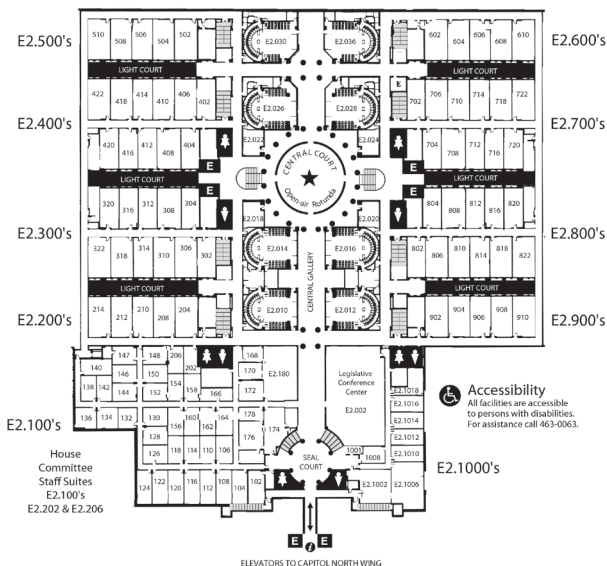 E2.500's
510
508
506
504
502
E2.030
E2.036
602
604
606
608
610
E2.600's
LIGHT COURT
LIGHT COURT
422
418
414
410
406
402
E2.026
E2.028
E
702
706
710
714
718
722
E2.400's
E2.700's
420
416
412
408
404
E2.022
E2.024
704
708
712
716
720
E
E
CENTRAL COURT
Open air Rotunda
LIGHT COURT
LIGHT COURT
E
E
320
316
312
308
304
E2.018
E2.020
804
808
812
816
820
E2.300's
E2.800's
322
318
314
310
306
302
E2.014
E2.016
802
806
810
814
818
822
CENTRAL GALLERY
LIGHT COURT
LIGHT COURT
214
212
210
208
204
E2.010
E2.012
902
904
906
908
910
E2.200's
E2.900's
147
148
206
202
168
140
146
150
154
170
E2.180
Legislative
Conference
Center
E2.002
138
142
144
152
158
166
172
E2.1018
E2.1016
E2.1014
E2.1012
E2.1010
136
134
132
130
156
160
162
164
178
174
128
176
126
118
114
110
106
124
122
120
116
112
108
104
102
SEAL
COURT
1001
1008
E2.1002
E2.1006
E2.100's
E2.1000's
House
Committee
Staff Suites
E2.100's
E2.202 & E2.206
Accessibility
All facilities are accessible
to persons with disabilities.
For assistance call 463-0063.
E
i
E
ELEVATORS TO CAPITOL NORTH WING